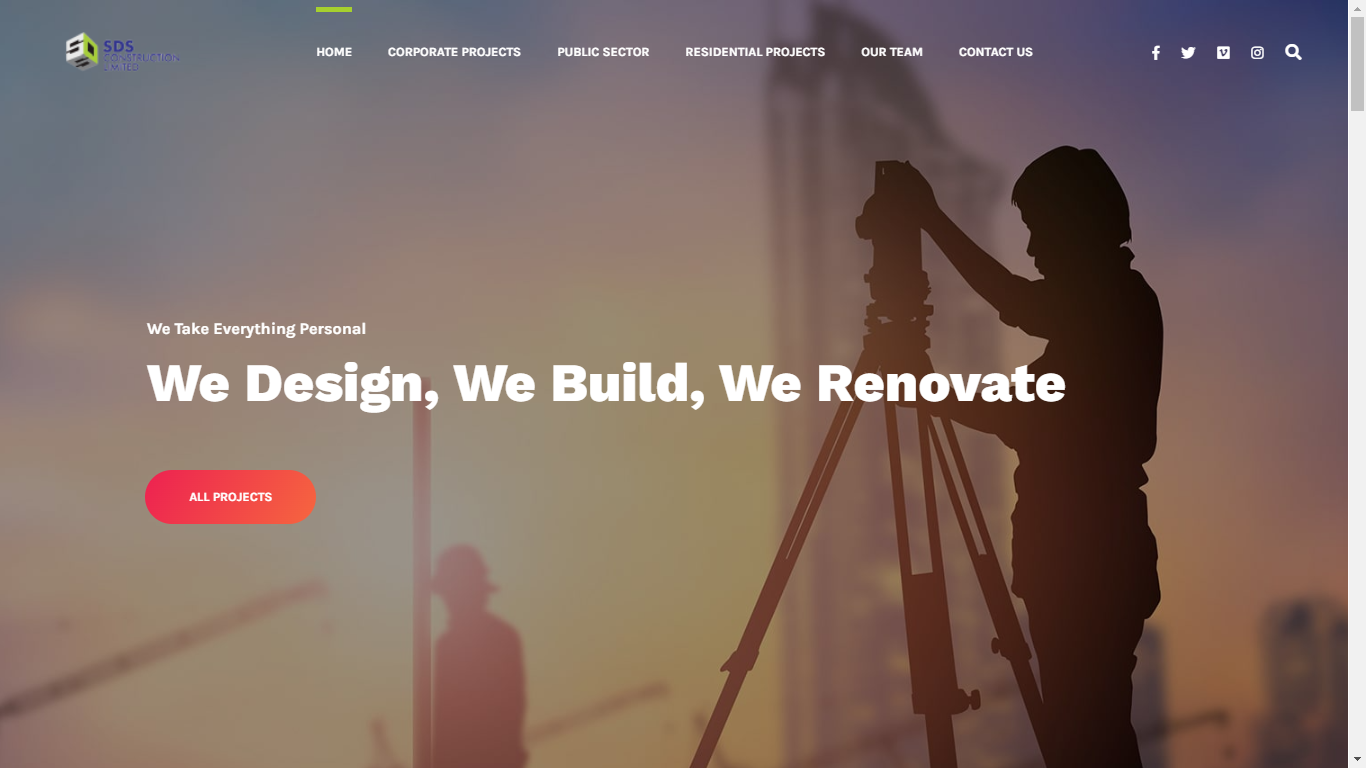 SDS
CONSTRUCTION
LIMITED
HOME
CORPORATE PROJECTS
PUBLIC SECTOR
RESIDENTIAL PROJECTS
OUR TEAM
CONTACT US
We Take Everything Personal
We Design, We Build, We Renovate
ALL PROJECTS